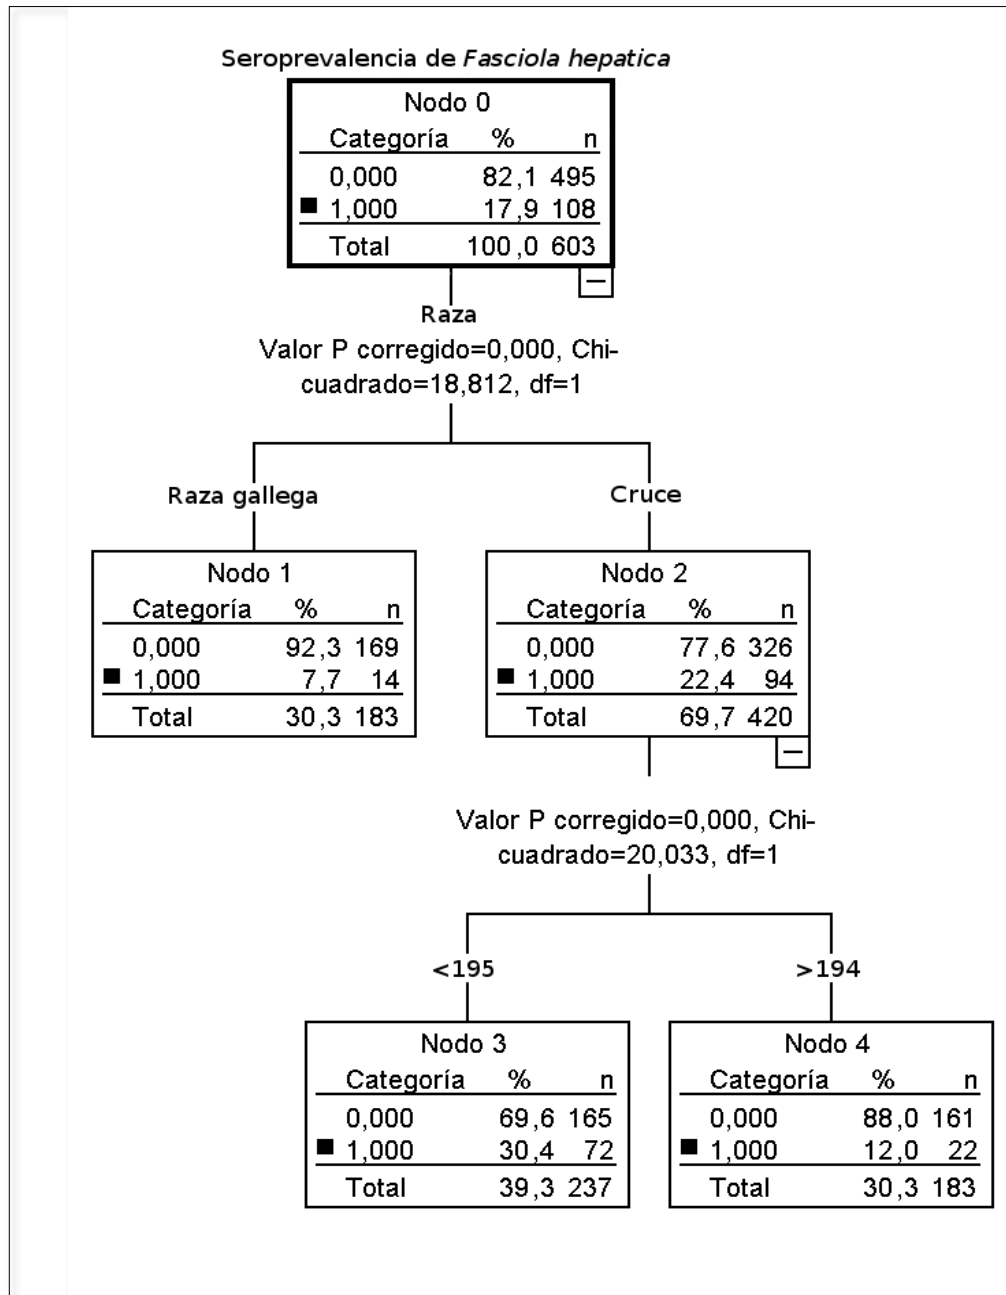 Seroprevalencia de Fasciola hepatica
Nodo 0
Categoría % n
0,000 82,1 495
1,000 17,9 108
Total 100,0 603
Raza
Valor P corregido=0,000, Chi-
cuadrado=18,812, df=1
Raza gallega
Cruce
Nodo 1
Categoría % n
0,000 92,3 169
1,000 7,7 14
Total 30,3 183
Nodo 2
Categoría % n
0,000 77,6 326
1,000 22,4 94
Total 69,7 420
Valor P corregido=0,000, Chi-
cuadrado=20,033, df=1
<195
>194
Nodo 3
Categoría % n
0,000 69,6 165
1,000 30,4 72
Total 39,3 237
Nodo 4
Categoría % n
0,000 88,0 161
1,000 12,0 22
Total 30,3 183